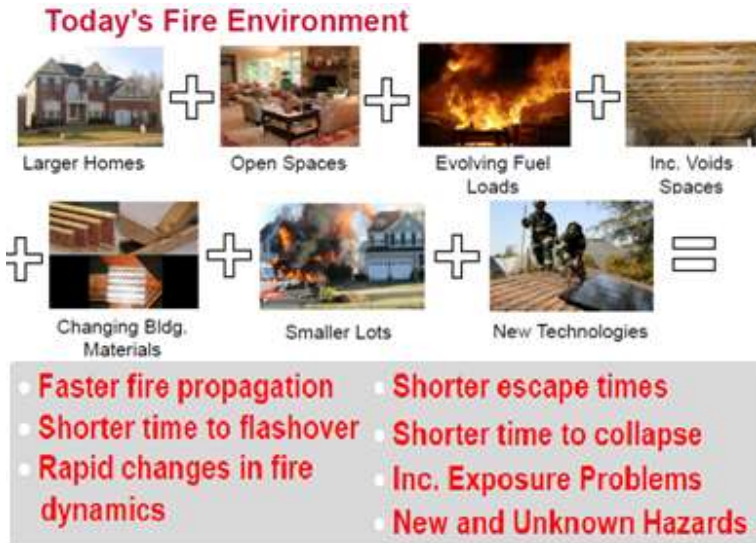 Today's Fire Environment
Larger Homes
Open Spaces
Evolving Fuel
Loads
Inc. Voids
Spaces
Changing Bldg.
Materials
Smaller Lots
New Technologies
Faster fire propagation
Shorter time to flashover
Rapid changes in fire
dynamics
Shorter escape times
Shorter time to collapse
Inc. Exposure Problems
New and Unknown Hazards